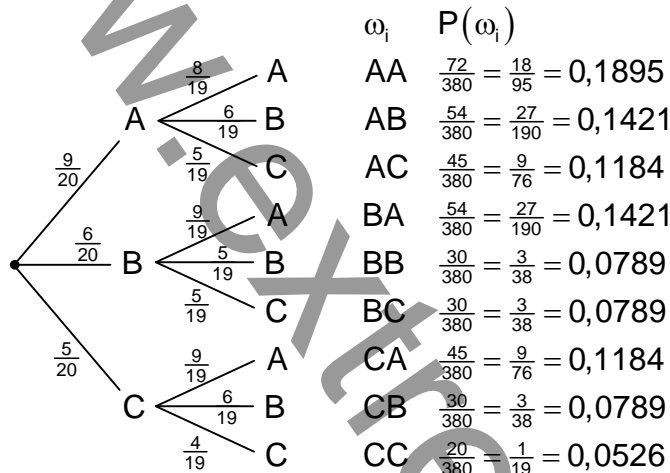 ωi P(ωi)
8/19 A AA 72/380 = 18/95 = 0,1895
A 6/19 B AB 54/380 = 27/190 = 0,1421
9/20 5/19 C AC 45/380 = 9/76 = 0,1184
9/19 A BA 54/380 = 27/190 = 0,1421
6/20 B 5/19 B BB 30/380 = 3/38 = 0,0789
5/19 C BC 30/380 = 3/38 = 0,0789
5/20 9/19 A CA 45/380 = 9/76 = 0,1184
C 6/19 B CB 30/380 = 3/38 = 0,0789
4/19 C CC 20/380 = 1/19 = 0,0526
w.extre